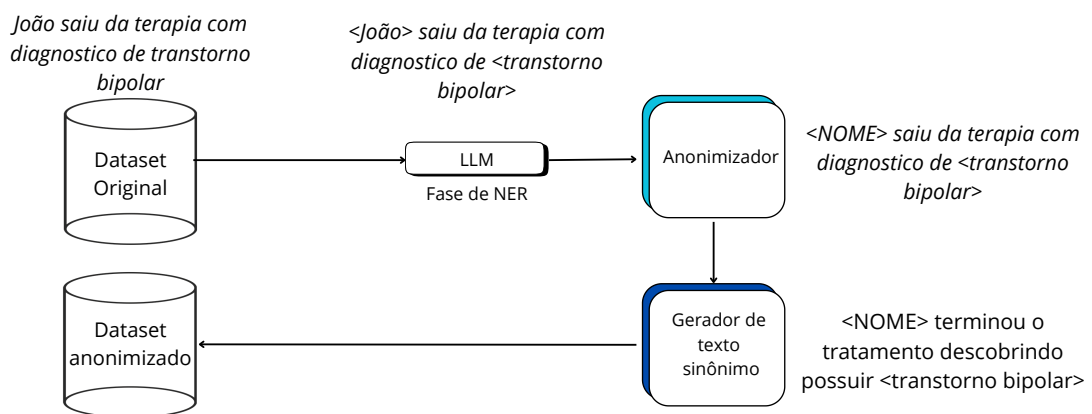 João saiu da terapia com
diagnostico de transtorno
bipolar
<João> saiu da terapia com
diagnostico de <transtorno
bipolar>
Dataset
Original
LLM
Fase de NER
Anonimizador
<NOME> saiu da terapia com
diagnostico de <transtorno
bipolar>
Dataset
anonimizado
Gerador de
texto
sinônimo
<NOME> terminou o
tratamento descobrindo
possuir <transtorno bipolar>